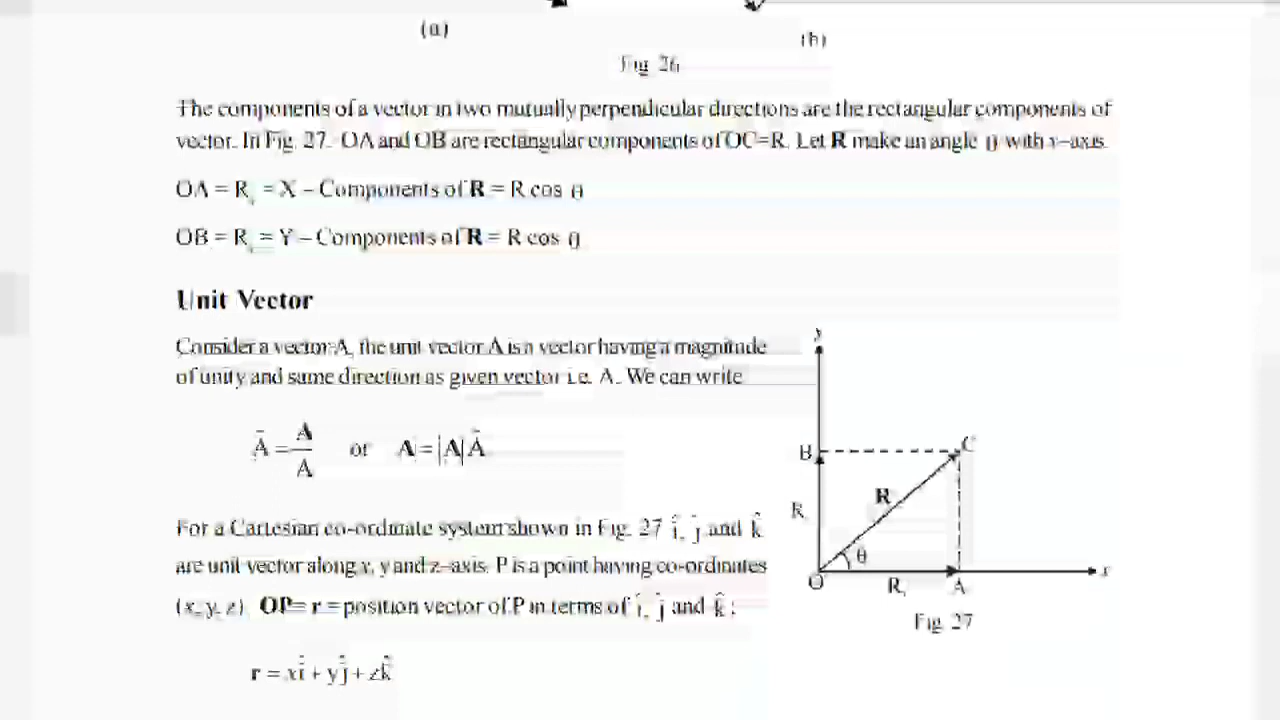 (a)
(b)
Fig. 26
The components of a vector in two mutually perpendicular directions are the rectangular components of
vector. In Fig. 27. OA and OB are rectangular components of OC=R. Let R make an angle θ with x–axis.
OA = Rₓ = X – Components of R = R cos θ
OB = Rᵧ = Y – Components of R = R cos θ
Unit Vector
Consider a vector A, the unit vector Â is a vector having a magnitude
of unity and same direction as given vector i.e. A. We can write
Â = A/A or A = |A| Â
For a Cartesian co-ordinate system shown in Fig. 27 î, ĵ and k̂
are unit vector along x, y and z–axis. P is a point having co-ordinates
(x, y, z). OP = r = position vector of P in terms of î, ĵ and k̂ :
r = xî + yĵ + zk̂
y
B
C
R
R
θ
O
Rₓ
A
x
Fig. 27